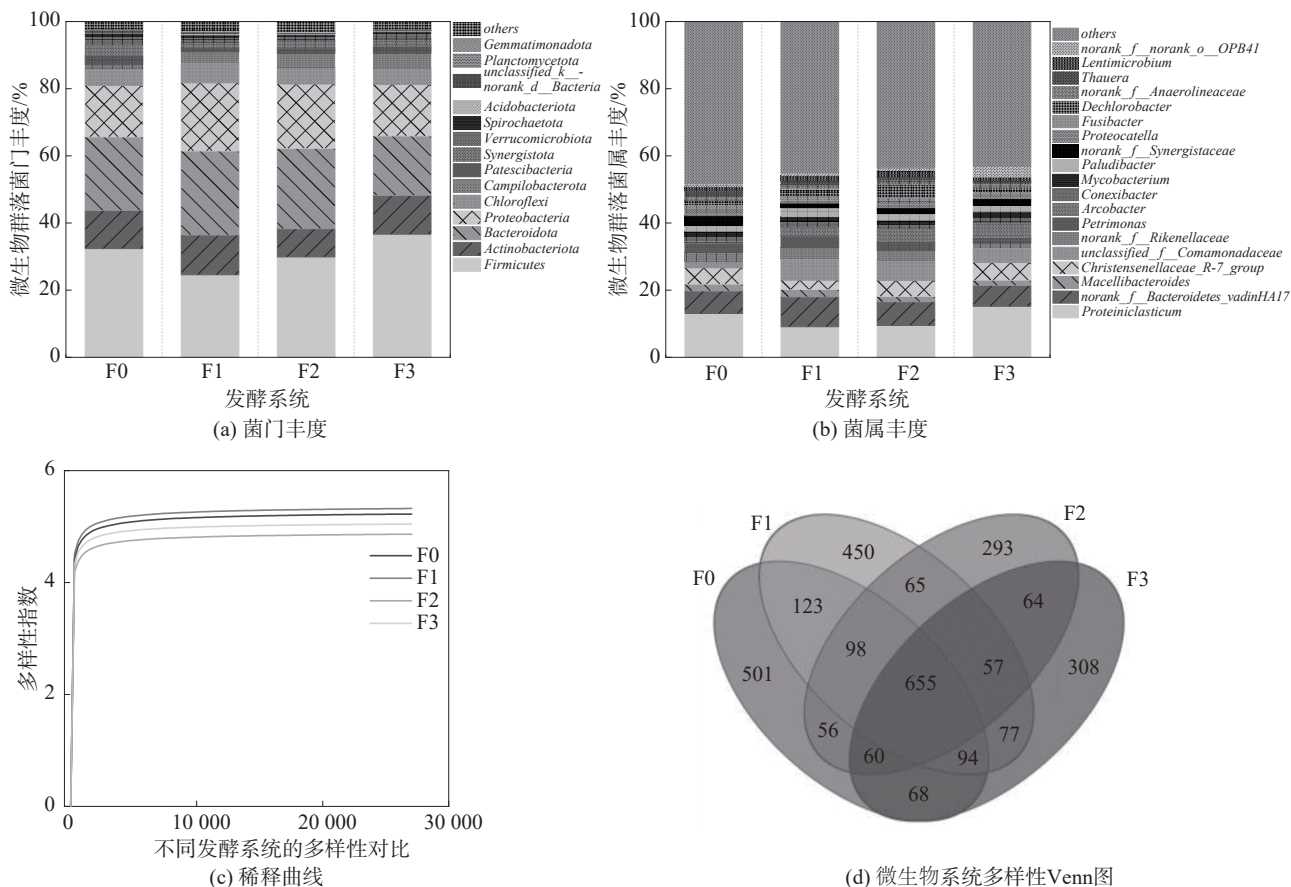 100
80
60
40
20
0
微生物群落菌门丰度/%
F0 F1 F2 F3
发酵系统
(a) 菌门丰度
others
Gemmatimonadota
Planctomycetota
unclassified_k__-
norank_d__Bacteria
Acidobacteriota
Spirochaetota
Verrucomicrobiota
Synergistota
Patescibacteria
Campilobacterota
Chloroflexi
Proteobacteria
Bacteroidota
Actinobacteriota
Firmicutes
100
80
60
40
20
0
微生物群落菌属丰度/%
F0 F1 F2 F3
发酵系统
(b) 菌属丰度
others
norank_f__norank_o__OPB41
Lentimicrobium
Thauera
norank_f__Anaerolineaceae
Dechlorobacter
Fusibacter
Proteocatella
norank_f__Synergistaceae
Paludibacter
Mycobacterium
Conexibacter
Arcobacter
Petrimonas
norank_f__Rikenellaceae
unclassified_f__Comamonadaceae
Christensenellaceae_R-7_group
Macellibacteroides
norank_f__Bacteroidetes_vadinHA17
Proteiniclasticum
6
4
2
0
多样性指数
F0
F1
F2
F3
0 10 000 20 000 30 000
不同发酵系统的多样性对比
(c) 稀释曲线
F0
F1
F2
F3
450
293
65
123
64
98
501
655
57
308
56
60
94
77
68
(d) 微生物系统多样性Venn图